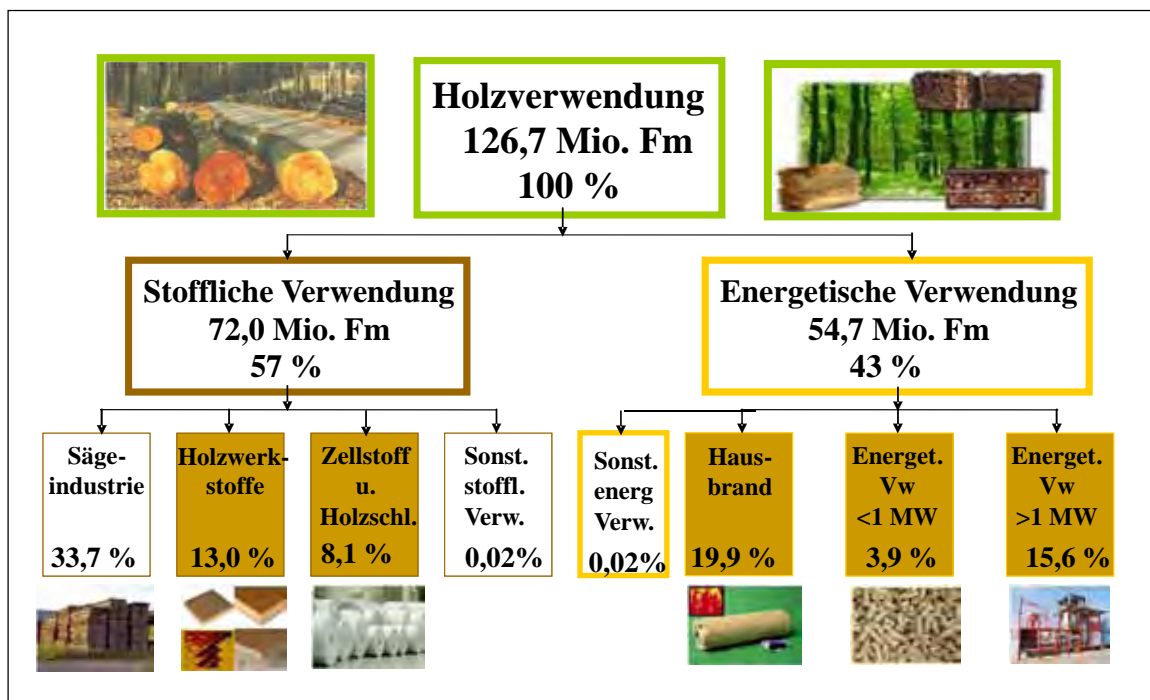 Holzverwendung
126,7 Mio. Fm
100 %
Stoffliche Verwendung
72,0 Mio. Fm
57 %
Energetische Verwendung
54,7 Mio. Fm
43 %
Säge-
industrie
33,7 %
Holzwerk-
stoffe
13,0 %
Zellstoff
u.
Holzschl.
8,1 %
Sonst.
stoffl.
Verw.
0,02%
Sonst.
energ
Verw.
0,02%
Haus-
brand
19,9 %
Energet.
Vw
<1 MW
3,9 %
Energet.
Vw
>1 MW
15,6 %